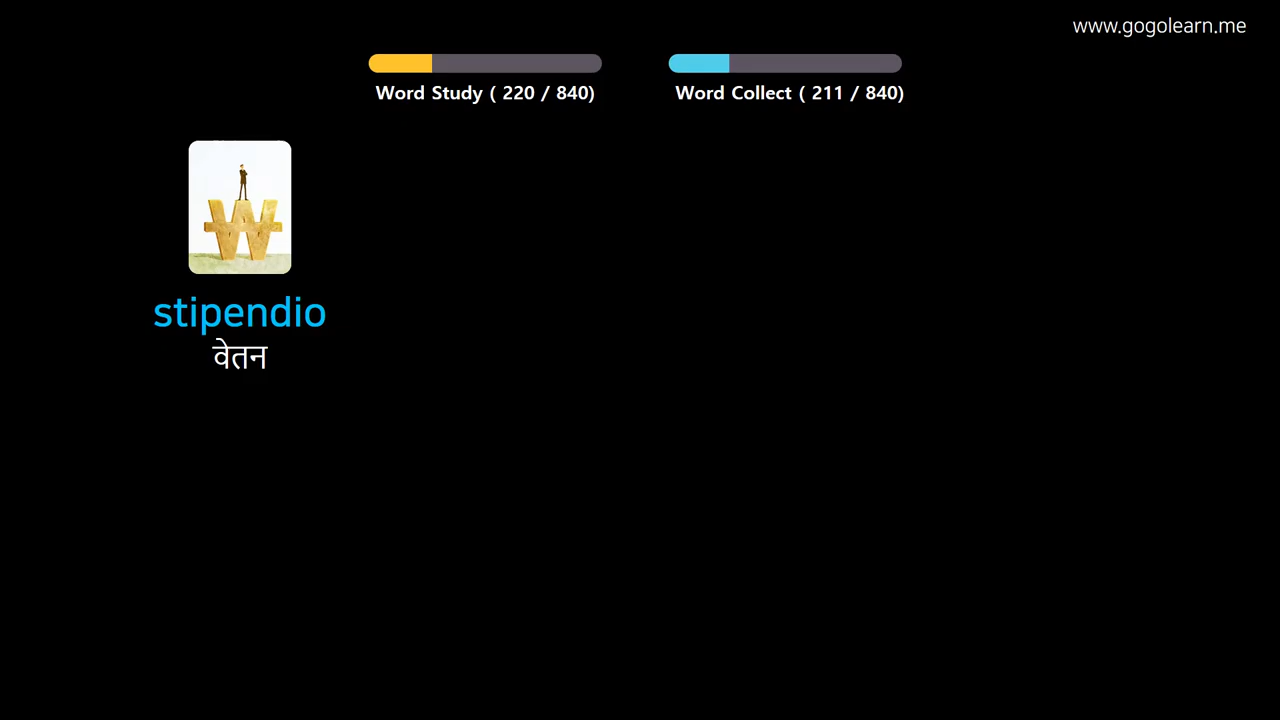 www.gogolearn.me
Word Study ( 220 / 840)
Word Collect ( 211 / 840)
stipendio
वेतन